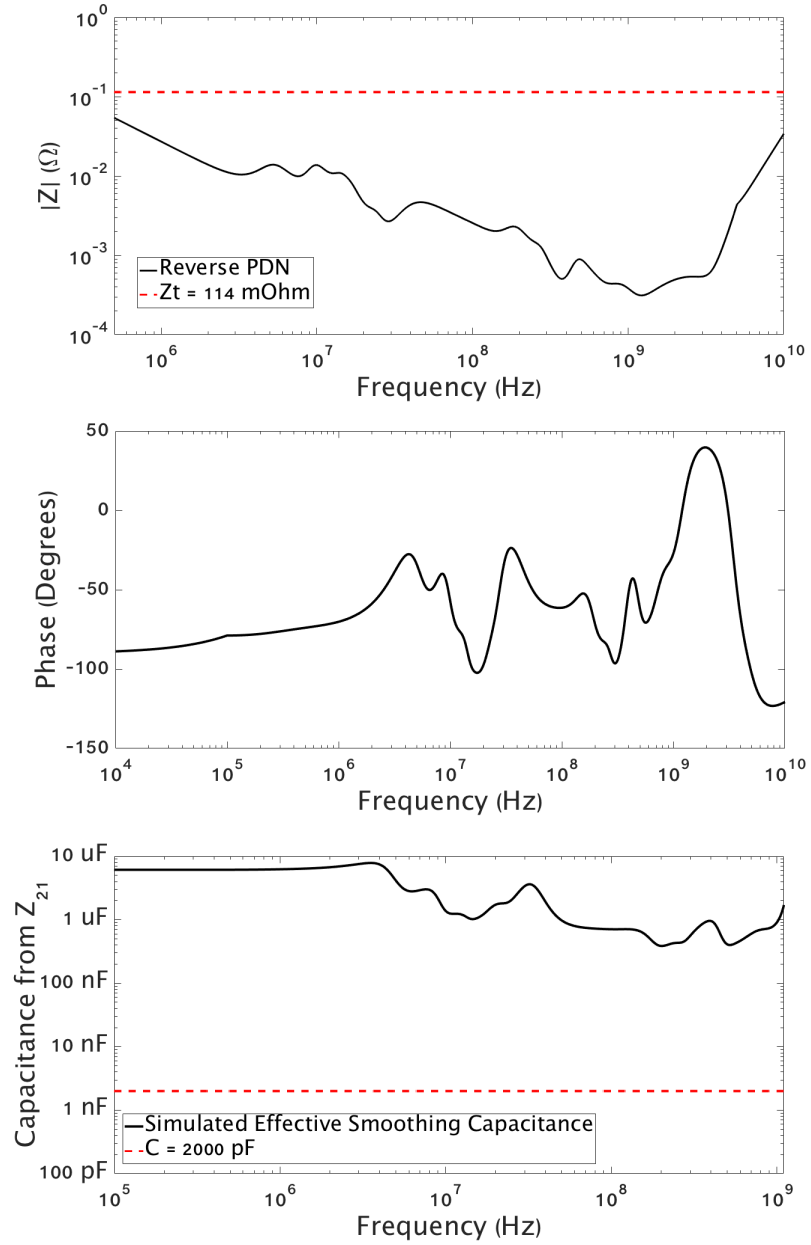 10^0
10^-1
10^-2
10^-3
10^-4
|Z| (Ω)
Reverse PDN
Zt = 114 mOhm
10^6 10^7 10^8 10^9 10^10
Frequency (Hz)
50
0
-50
-100
-150
Phase (Degrees)
10^4 10^5 10^6 10^7 10^8 10^9 10^10
Frequency (Hz)
10 uF
1 uF
100 nF
10 nF
1 nF
100 pF
Capacitance from Z_21
Simulated Effective Smoothing Capacitance
C = 2000 pF
10^5 10^6 10^7 10^8 10^9
Frequency (Hz)